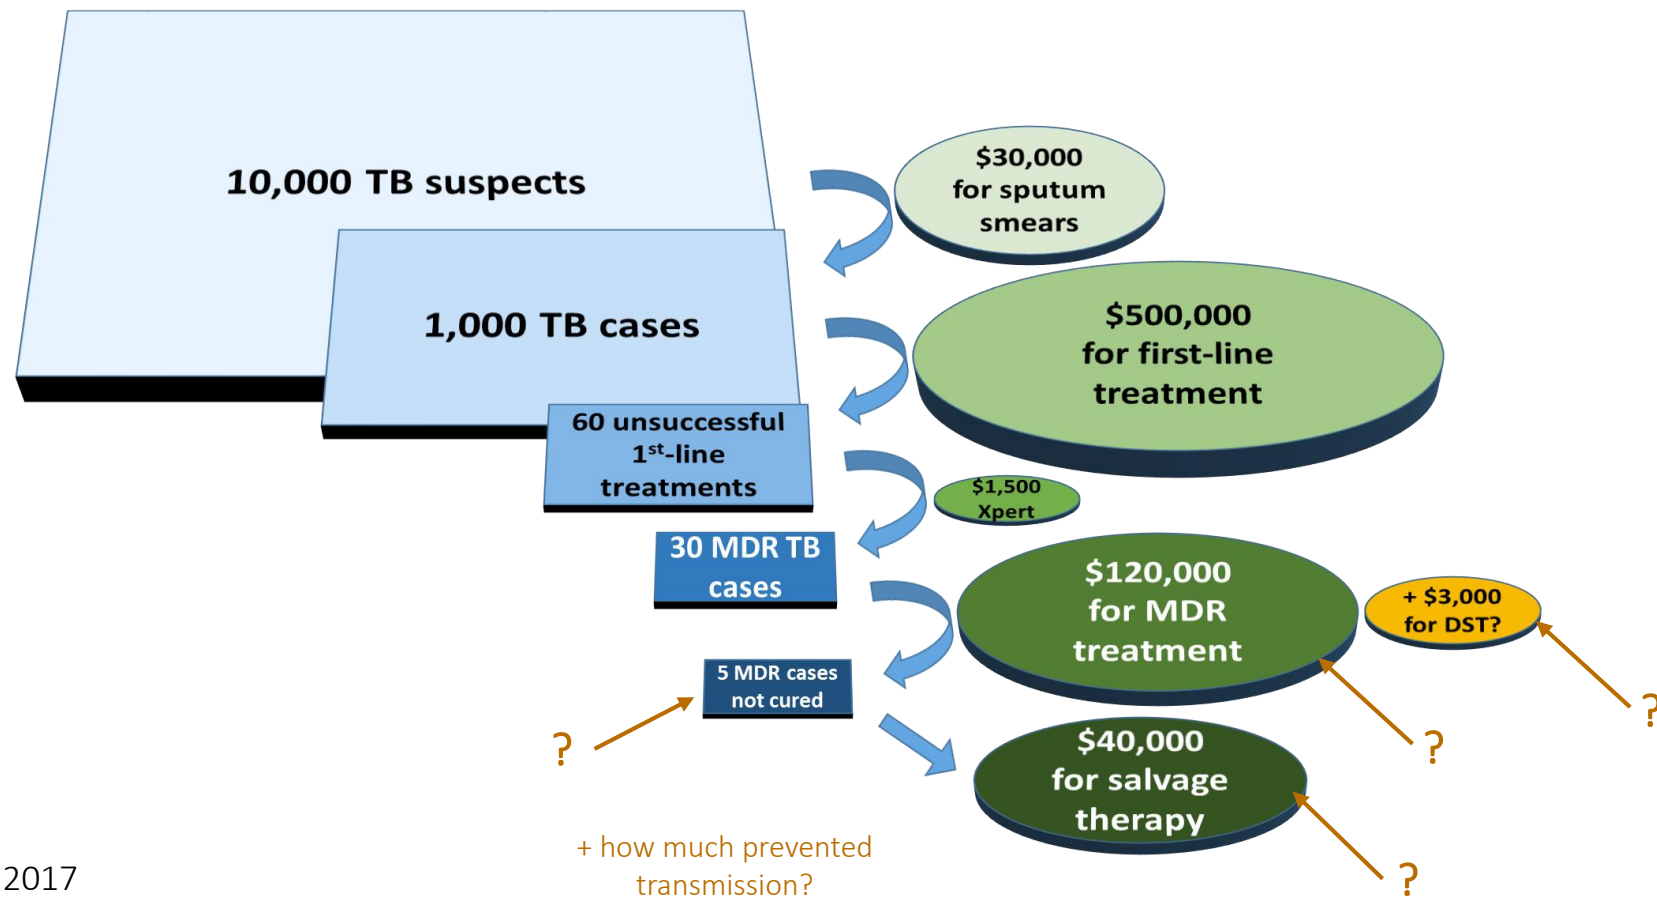 10,000 TB suspects
$30,000
for sputum
smears
1,000 TB cases
$500,000
for first-line
treatment
60 unsuccessful
1st-line
treatments
$1,500
Xpert
30 MDR TB
cases
$120,000
for MDR
treatment
+ $3,000
for DST?
5 MDR cases
not cured
?
?
?
$40,000
for salvage
therapy
+ how much prevented
transmission?
?
2017